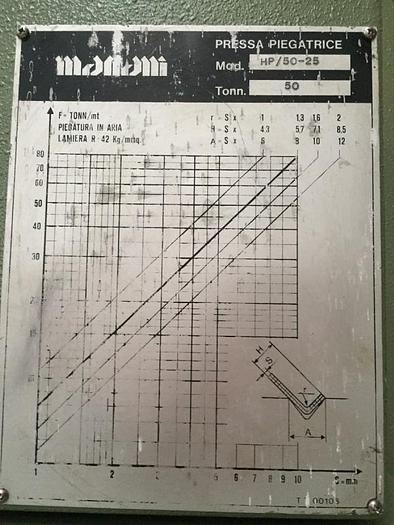 PRESSA PIEGATRICE
Mod. HP/50-25
Tonn. 50
F= TONN/mt
PIEGATURA IN ARIA
LAMIERA R= 42 Kg/mmq.
r = S x 1 1.3 1.6 2
H = S x 4.3 5.7 7.1 8.5
A = S x 6 8 10 12
80
70
60
50
40
30
H
S
r
A
1 2 3 4 5 6 7 8 9 10